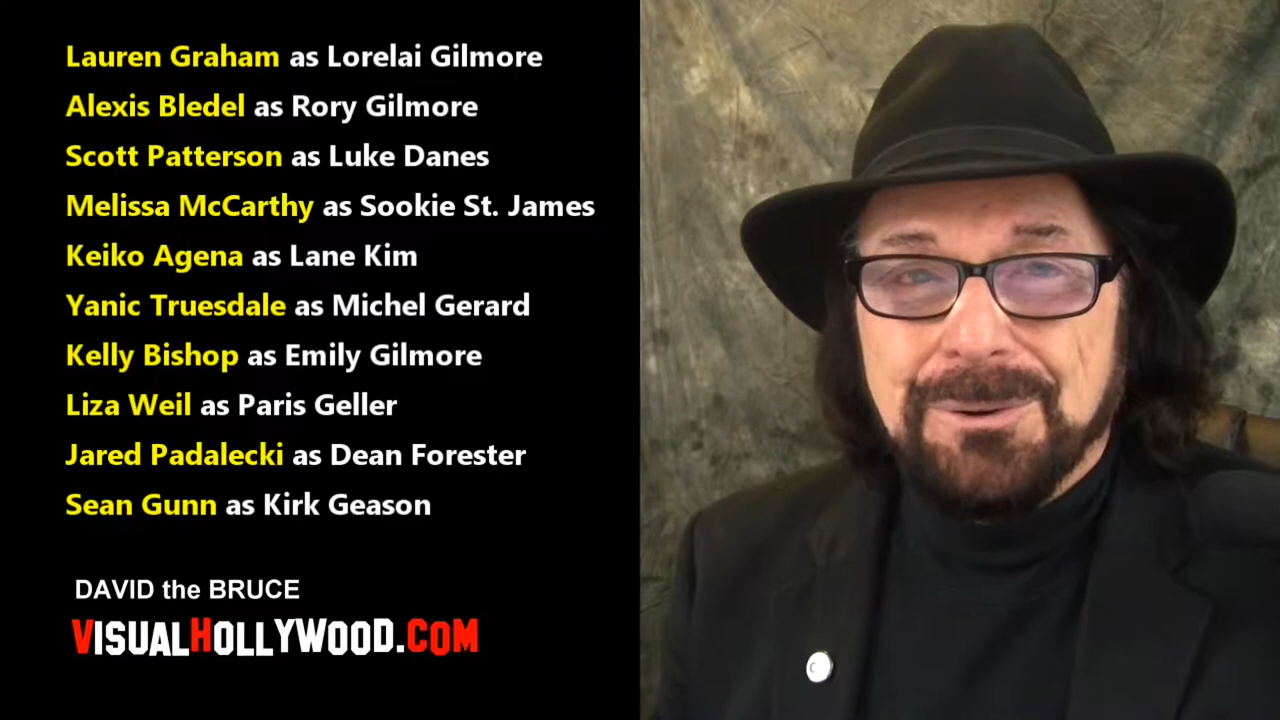 Lauren Graham as Lorelai Gilmore
Alexis Bledel as Rory Gilmore
Scott Patterson as Luke Danes
Melissa McCarthy as Sookie St. James
Keiko Agena as Lane Kim
Yanic Truesdale as Michel Gerard
Kelly Bishop as Emily Gilmore
Liza Weil as Paris Geller
Jared Padalecki as Dean Forester
Sean Gunn as Kirk Geason
DAVID the BRUCE
VISUALHOLLYWOOD.COM